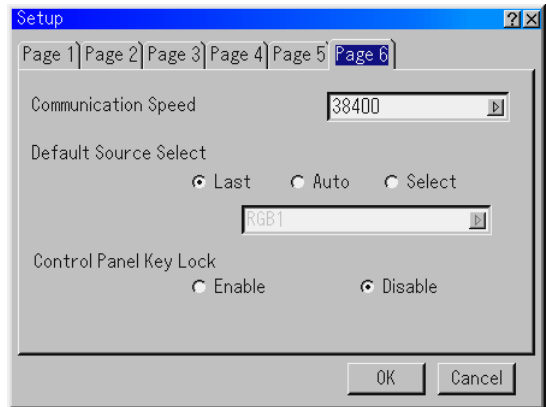 Setup
Page 1 Page 2 Page 3 Page 4 Page 5 Page 6
Communication Speed 38400
Default Source Select
Last Auto Select
RGB1
Control Panel Key Lock
Enable Disable
OK Cancel